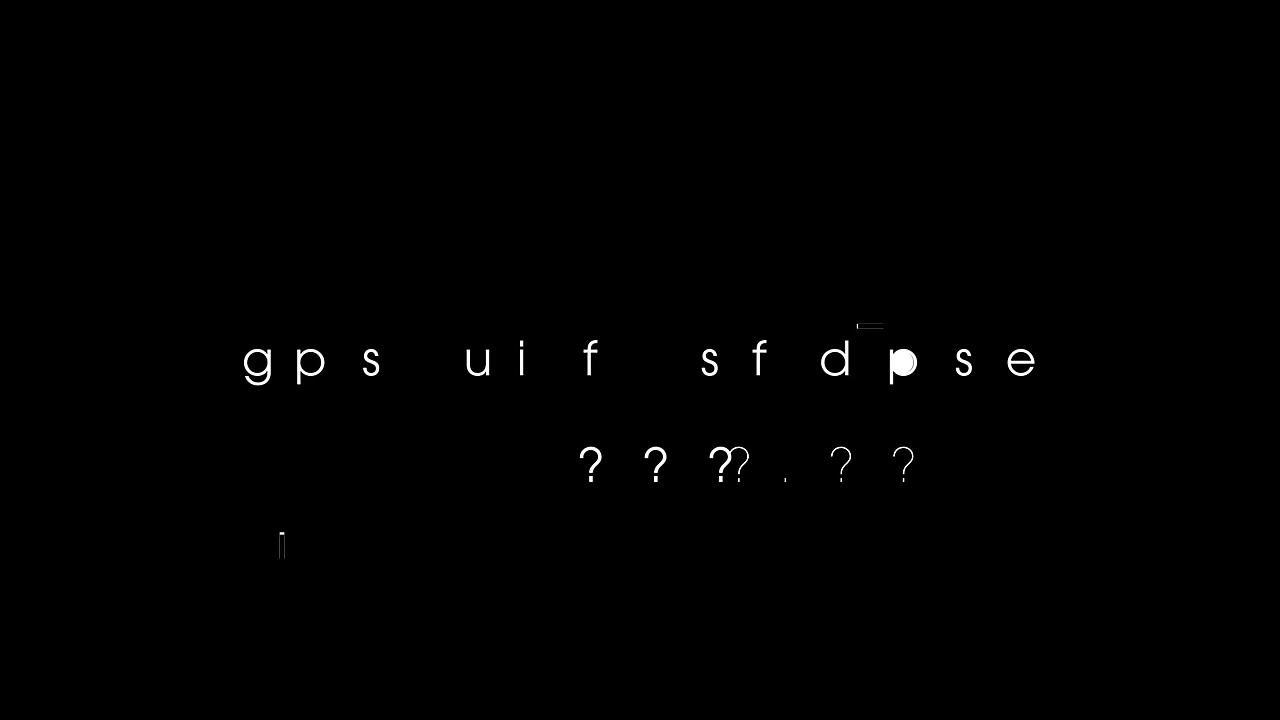 gps uif sfdpse
? ? ?? . ? ?